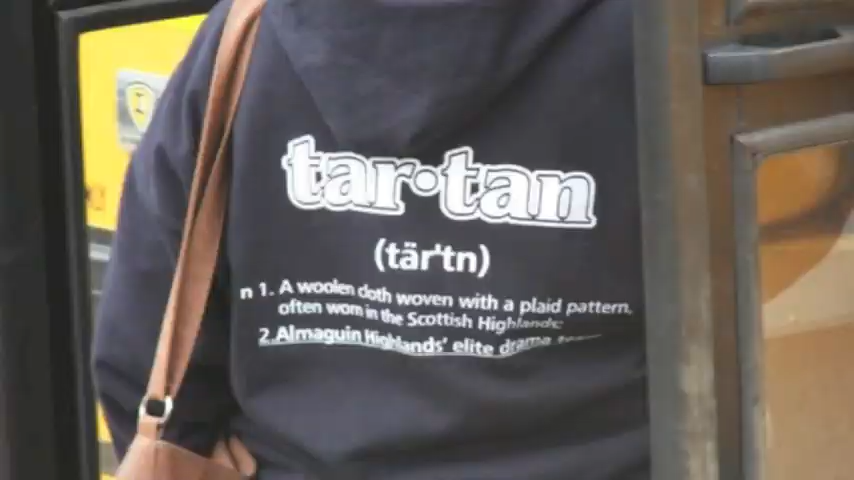 tar•tan
(tär'tn)
n 1. A woolen cloth woven with a plaid pattern,
often worn in the Scottish Highlands;
2.Almaguin Highlands' elite drama